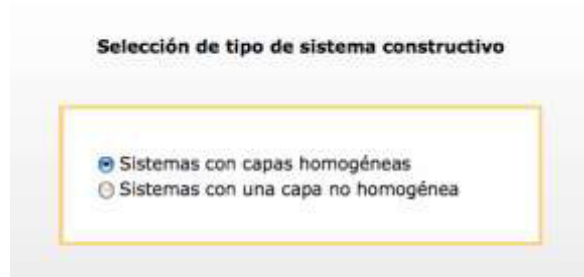 Selección de tipo de sistema constructivo
Sistemas con capas homogéneas
Sistemas con una capa no homogénea